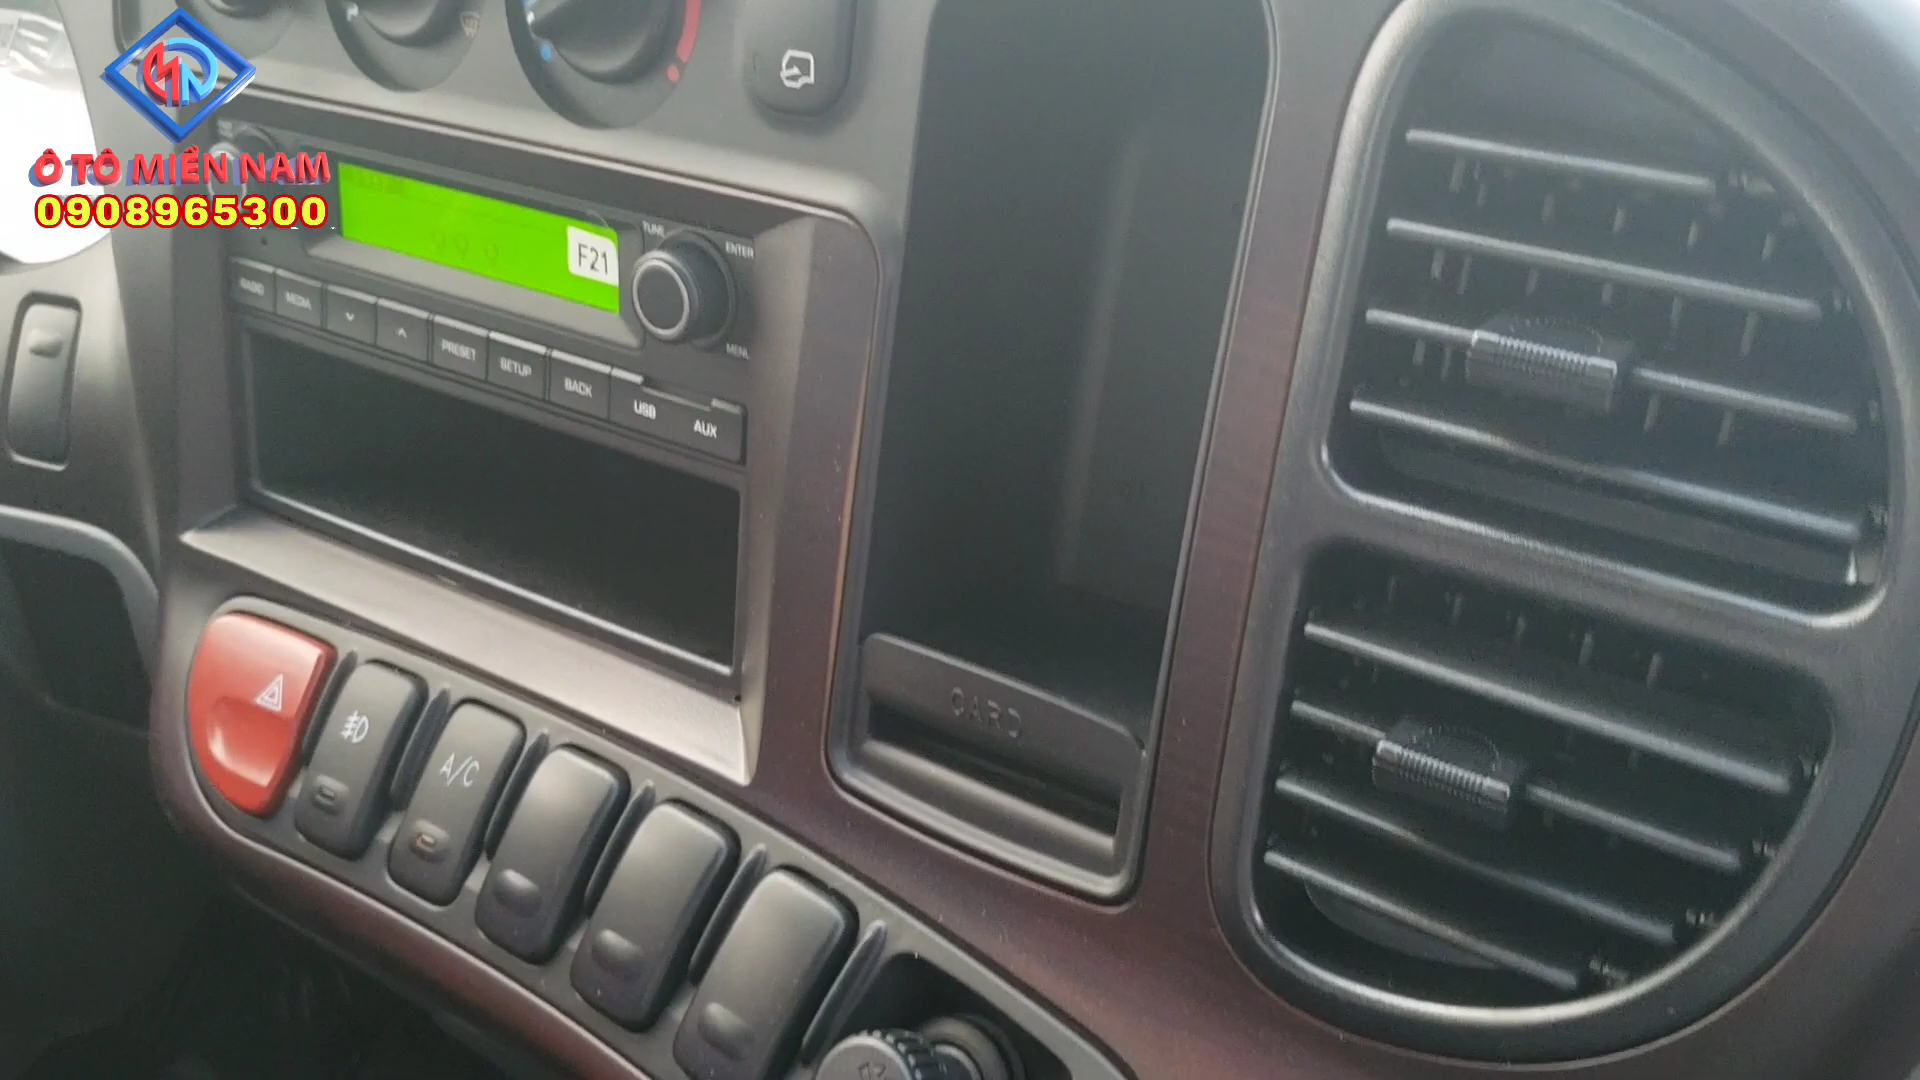 Ô TÔ MIỀN NAM
0908965300
TUNE
ENTER
F21
RADIO
MEDIA
PRESET
SETUP
BACK
USB
AUX
MENU
CARD
A/C